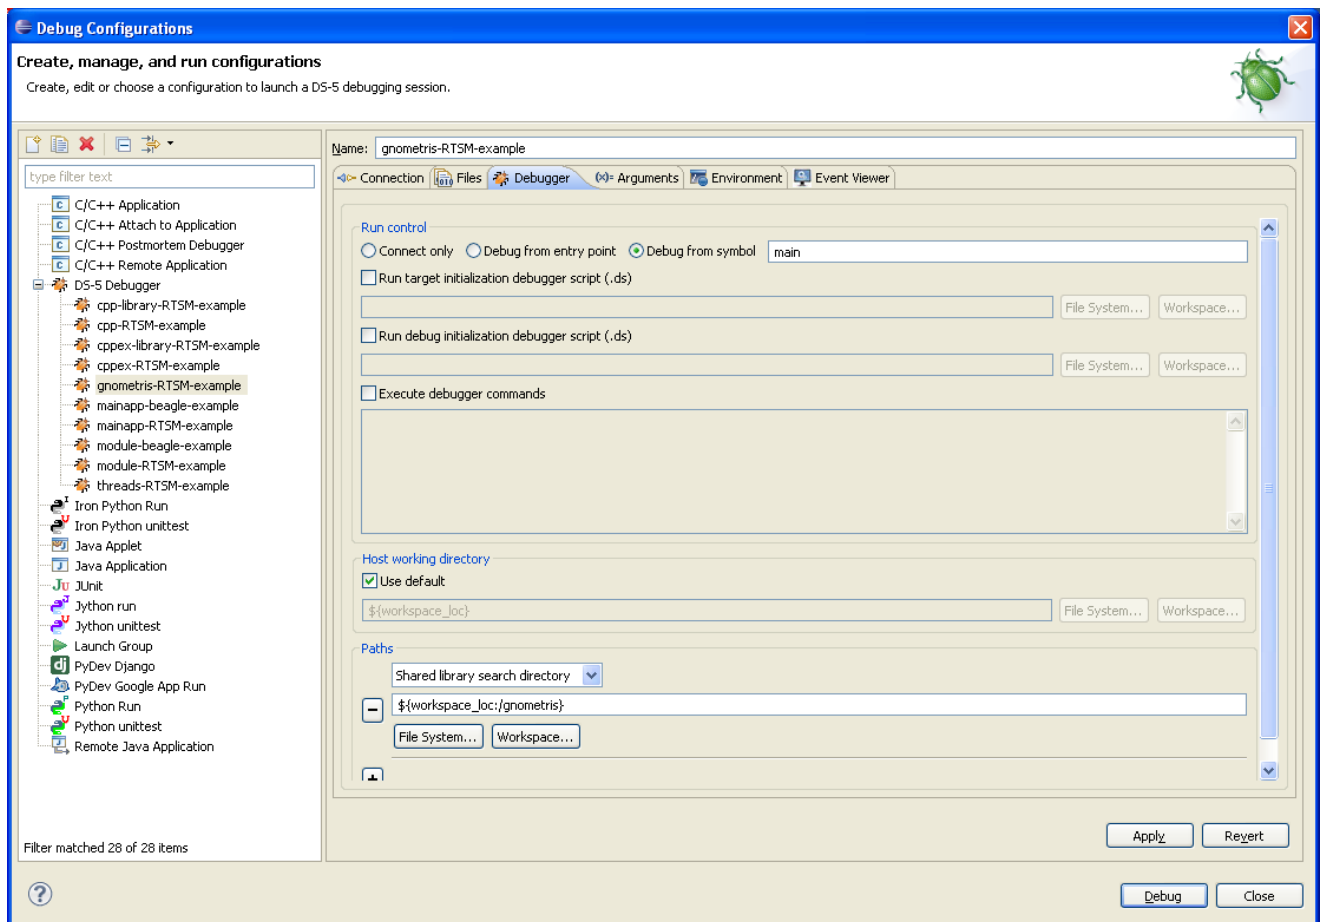 Debug Configurations
Create, manage, and run configurations
Create, edit or choose a configuration to launch a DS-5 debugging session.
type filter text
C/C++ Application
C/C++ Attach to Application
C/C++ Postmortem Debugger
C/C++ Remote Application
DS-5 Debugger
cpp-library-RTSM-example
cpp-RTSM-example
cppex-library-RTSM-example
cppex-RTSM-example
gnometris-RTSM-example
mainapp-beagle-example
mainapp-RTSM-example
module-beagle-example
module-RTSM-example
threads-RTSM-example
Iron Python Run
Iron Python unittest
Java Applet
Java Application
JUnit
Jython run
Jython unittest
Launch Group
PyDev Django
PyDev Google App Run
Python Run
Python unittest
Remote Java Application
Filter matched 28 of 28 items
Name: gnometris-RTSM-example
Connection Files Debugger (x)= Arguments Environment Event Viewer
Run control
Connect only Debug from entry point Debug from symbol main
Run target initialization debugger script (.ds)
File System... Workspace...
Run debug initialization debugger script (.ds)
File System... Workspace...
Execute debugger commands
Host working directory
Use default
${workspace_loc} File System... Workspace...
Paths
Shared library search directory
${workspace_loc:/gnometris}
File System... Workspace...
Apply Revert
Debug Close